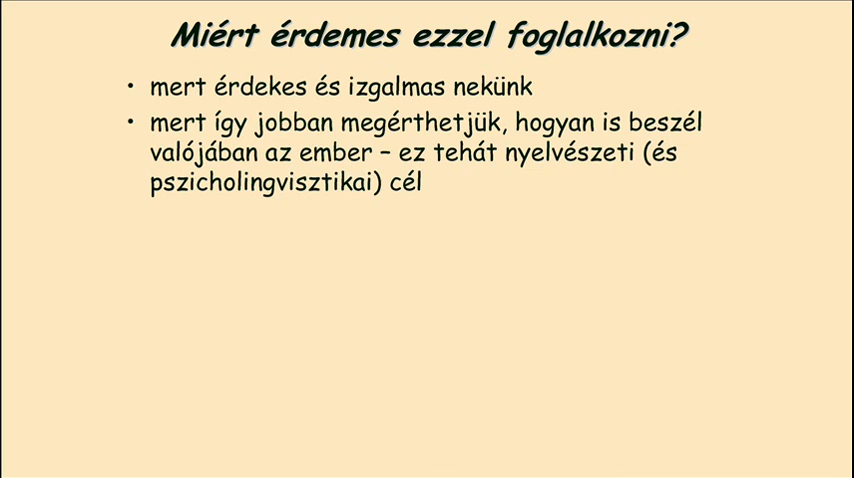 Miért érdemes ezzel foglalkozni?
• mert érdekes és izgalmas nekünk
• mert így jobban megérthetjük, hogyan is beszél
valójában az ember – ez tehát nyelvészeti (és
pszicholingvisztikai) cél